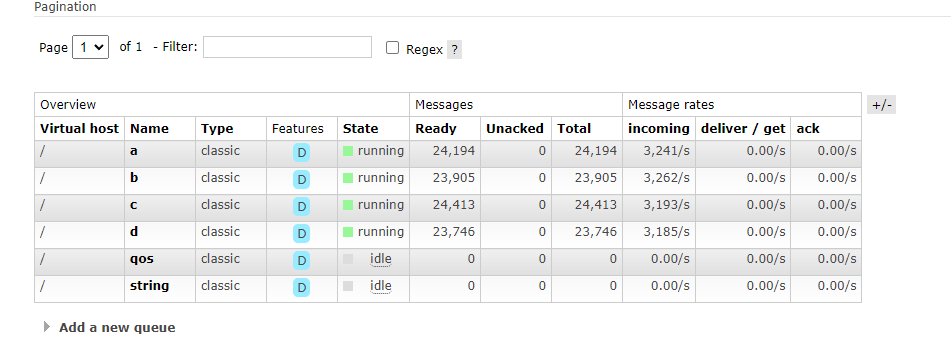 Pagination
Page 1 of 1 - Filter: Regex ?
Overview Messages Message rates +/-
Virtual host Name Type Features State Ready Unacked Total incoming deliver / get ack
/ a classic D running 24,194 0 24,194 3,241/s 0.00/s 0.00/s
/ b classic D running 23,905 0 23,905 3,262/s 0.00/s 0.00/s
/ c classic D running 24,413 0 24,413 3,193/s 0.00/s 0.00/s
/ d classic D running 23,746 0 23,746 3,185/s 0.00/s 0.00/s
/ qos classic D idle 0 0 0 0.00/s 0.00/s 0.00/s
/ string classic D idle 0 0 0 0.00/s 0.00/s 0.00/s
Add a new queue